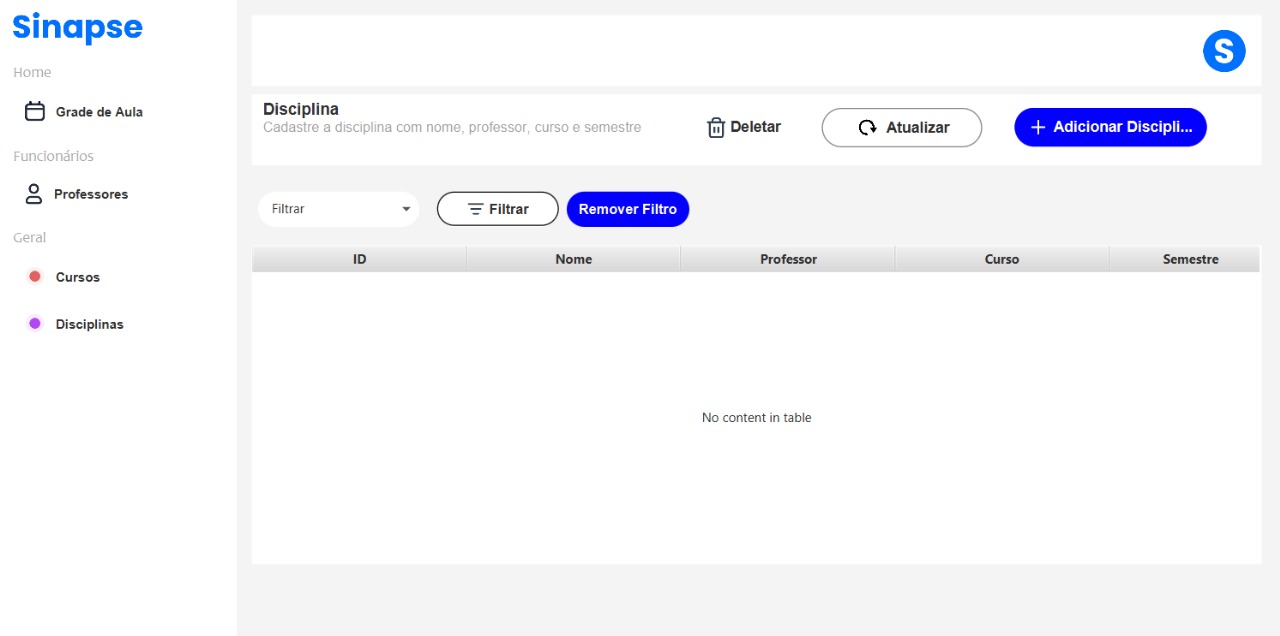 Sinapse
Home
Grade de Aula
Funcionários
Professores
Geral
Cursos
Disciplinas
S
Disciplina
Cadastre a disciplina com nome, professor, curso e semestre
Deletar
Atualizar
Adicionar Discipli...
Filtrar
Filtrar
Remover Filtro
ID Nome Professor Curso Semestre
No content in table